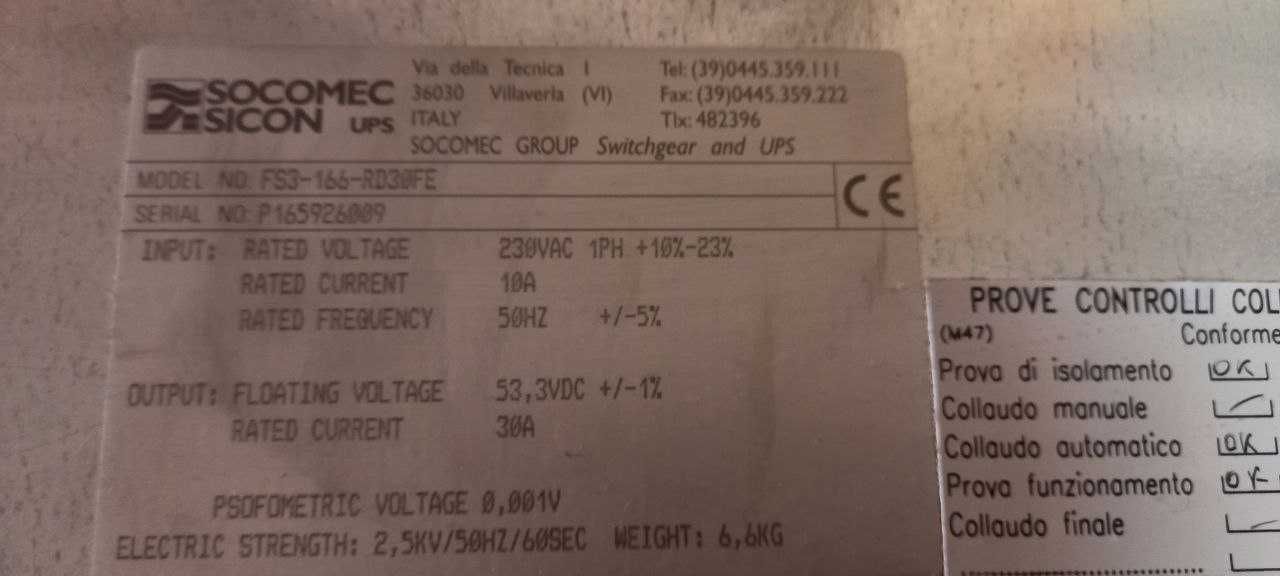 SOCOMEC
SICON UPS
Via della Tecnica 1
36030 Villaverla (VI)
ITALY
Tel: (39)0445.359.111
Fax: (39)0445.359.222
Tlx: 482396
SOCOMEC GROUP Switchgear and UPS
MODEL NO: FS3-166-RD30FE
SERIAL NO: P165926009
CE
INPUT: RATED VOLTAGE 230VAC 1PH +10%-23%
RATED CURRENT 10A
RATED FREQUENCY 50HZ +/-5%
OUTPUT: FLOATING VOLTAGE 53,3VDC +/-1%
RATED CURRENT 30A
PSOFOMETRIC VOLTAGE 0,001V
ELECTRIC STRENGTH: 2,5KV/50HZ/60SEC WEIGHT: 6,6KG
PROVE CONTROLLI COL
(M47) Conforme
Prova di isolamento OK
Collaudo manuale
Collaudo automatico OK
Prova funzionamento OK
Collaudo finale